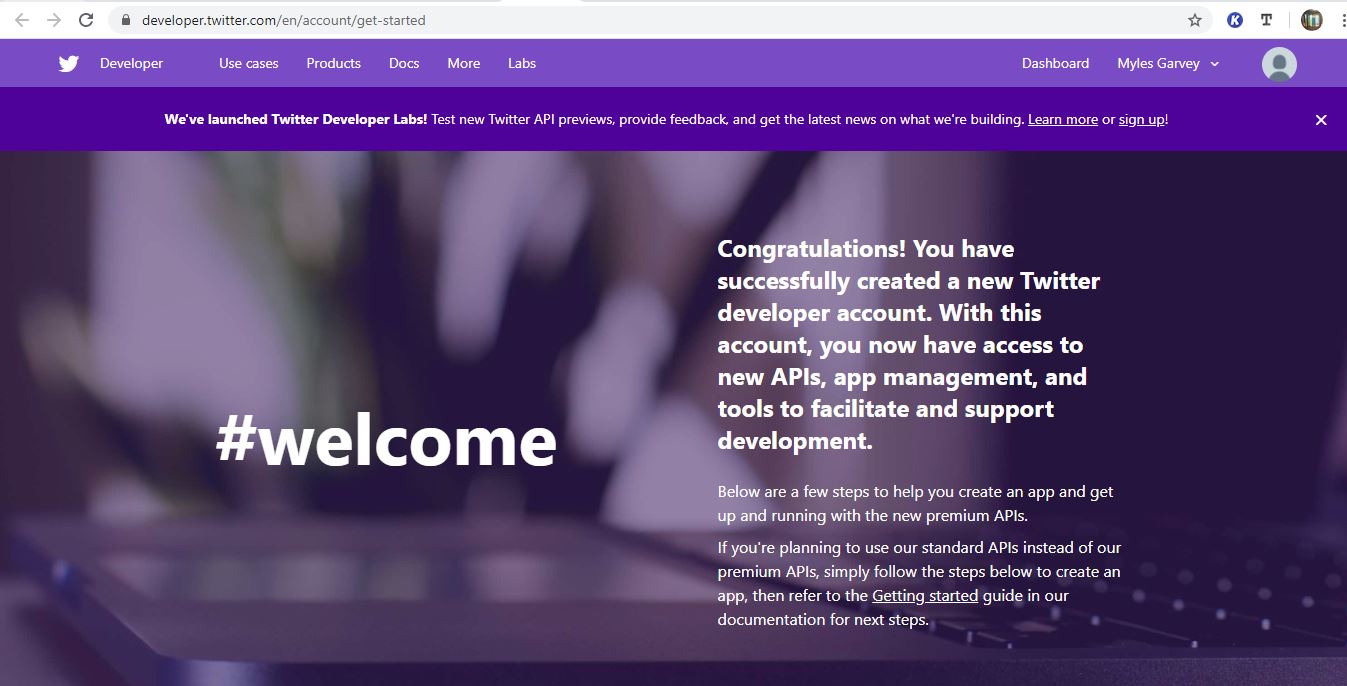 developer.twitter.com/en/account/get-started
K T
Developer Use cases Products Docs More Labs Dashboard Myles Garvey
We've launched Twitter Developer Labs! Test new Twitter API previews, provide feedback, and get the latest news on what we're building. Learn more or sign up!
#welcome
Congratulations! You have
successfully created a new Twitter
developer account. With this
account, you now have access to
new APIs, app management, and
tools to facilitate and support
development.
Below are a few steps to help you create an app and get
up and running with the new premium APIs.
If you're planning to use our standard APIs instead of our
premium APIs, simply follow the steps below to create an
app, then refer to the Getting started guide in our
documentation for next steps.